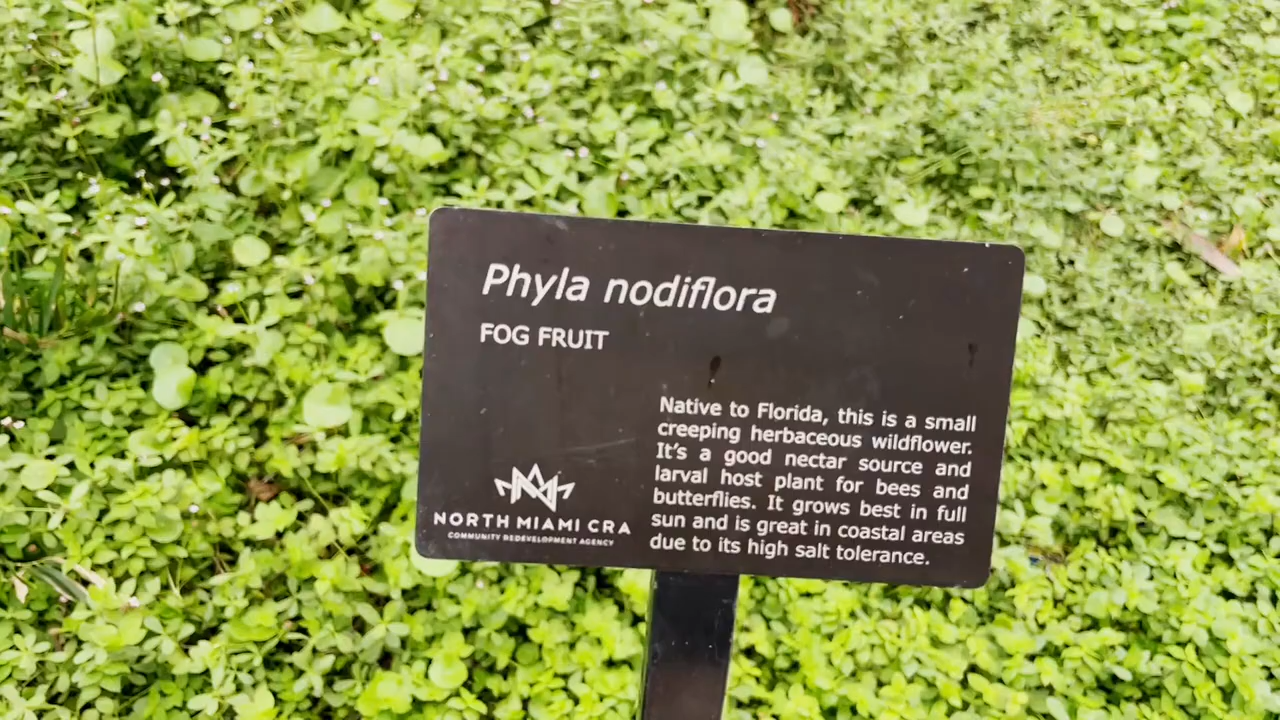 Phyla nodiflora
FOG FRUIT
Native to Florida, this is a small
creeping herbaceous wildflower.
It's a good nectar source and
larval host plant for bees and
butterflies. It grows best in full
sun and is great in coastal areas
due to its high salt tolerance.
NORTH MIAMI CRA
COMMUNITY REDEVELOPMENT AGENCY